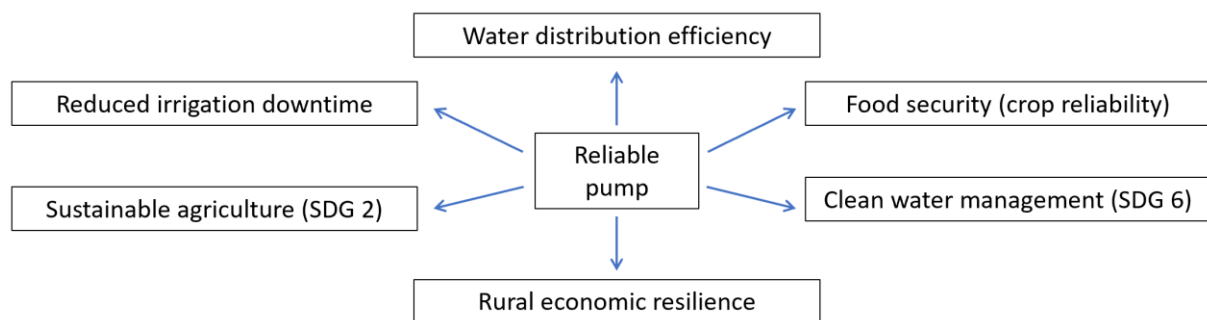 Water distribution efficiency
Reduced irrigation downtime
Food security (crop reliability)
Reliable
pump
Sustainable agriculture (SDG 2)
Clean water management (SDG 6)
Rural economic resilience